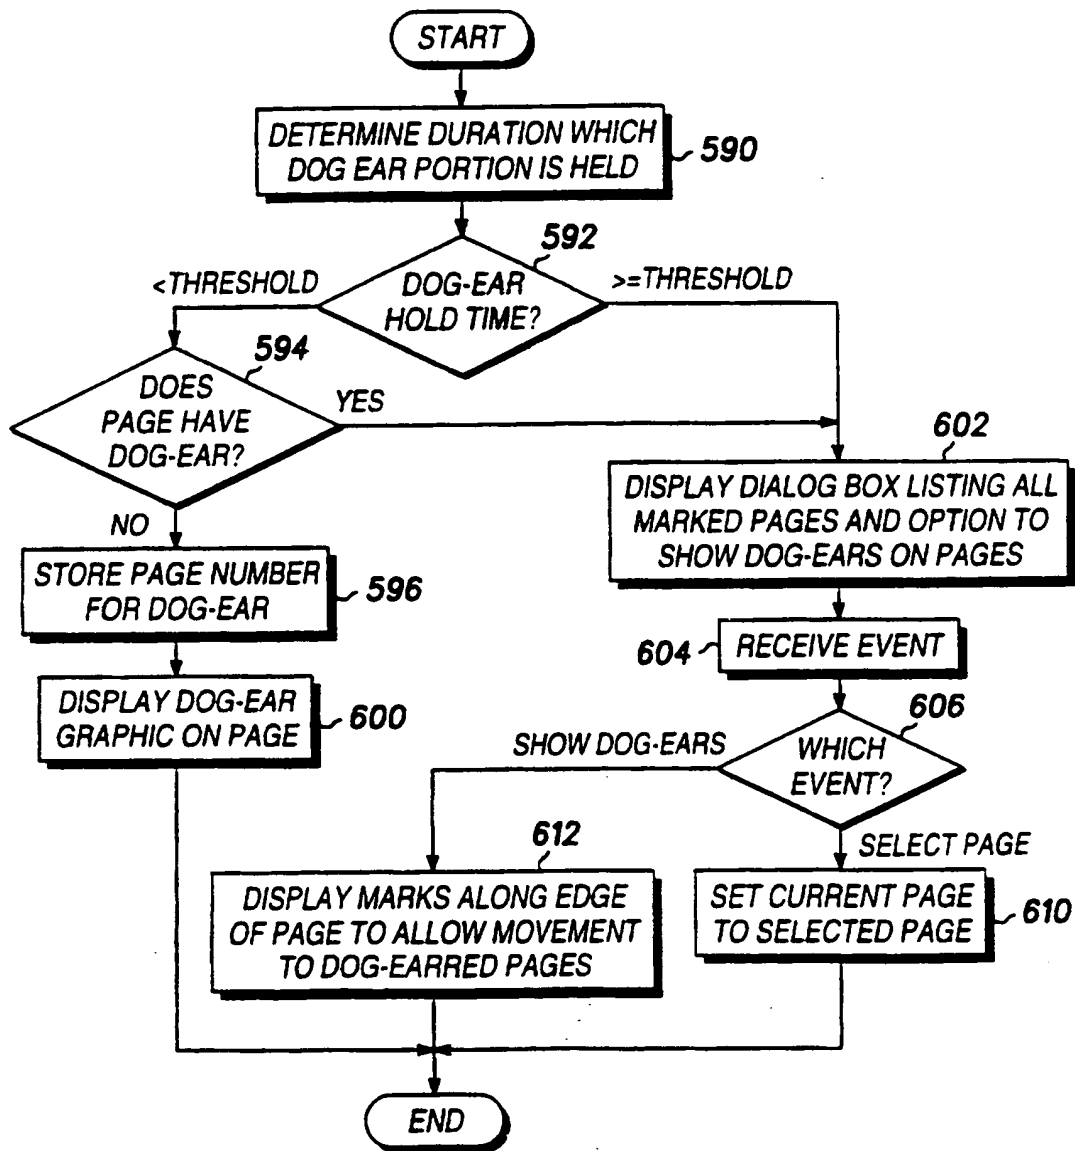 START
DETERMINE DURATION WHICH
DOG EAR PORTION IS HELD
590
592
<THRESHOLD
DOG-EAR
HOLD TIME?
>=THRESHOLD
594
DOES
PAGE HAVE
DOG-EAR?
YES
NO
602
DISPLAY DIALOG BOX LISTING ALL
MARKED PAGES AND OPTION TO
SHOW DOG-EARS ON PAGES
STORE PAGE NUMBER
FOR DOG-EAR
596
604
RECEIVE EVENT
DISPLAY DOG-EAR
GRAPHIC ON PAGE
600
606
SHOW DOG-EARS
WHICH
EVENT?
SELECT PAGE
612
DISPLAY MARKS ALONG EDGE
OF PAGE TO ALLOW MOVEMENT
TO DOG-EARRED PAGES
SET CURRENT PAGE
TO SELECTED PAGE
610
END